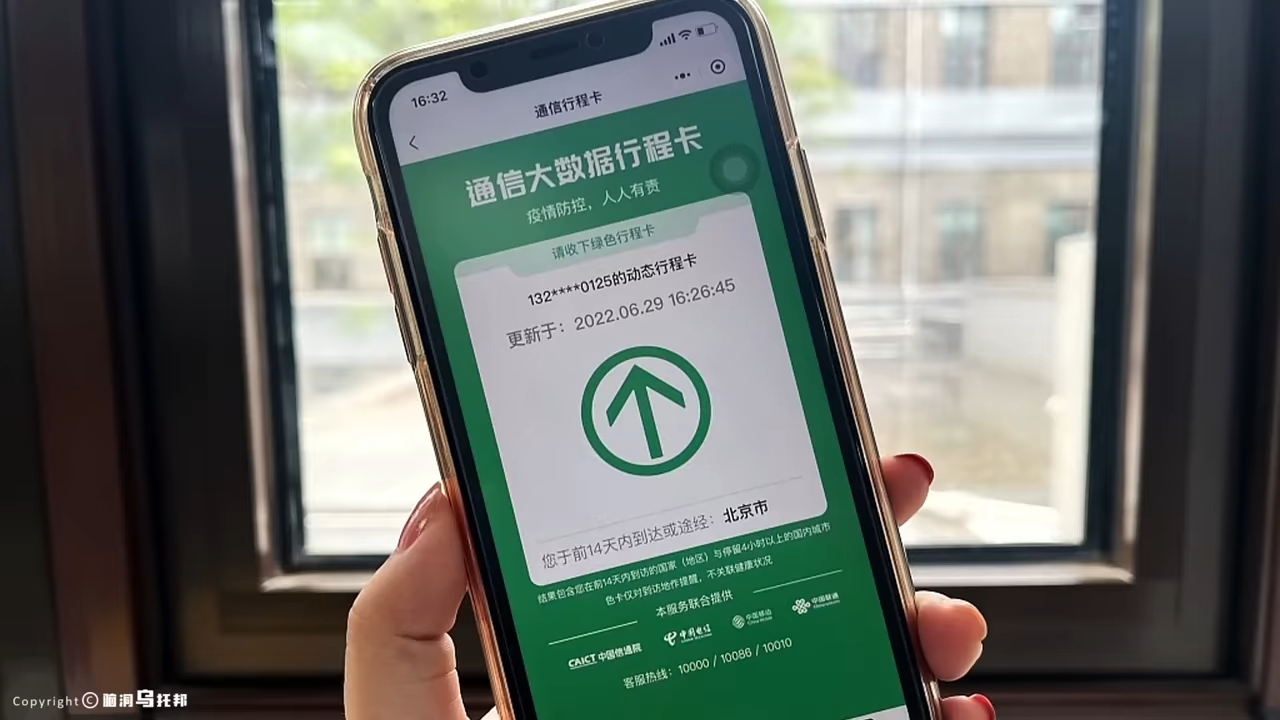 16:32
通信行程卡
通信大数据行程卡
疫情防控，人人有责
请收下绿色行程卡
132****0125的动态行程卡
更新于：2022.06.29 16:26:45
您于前14天内到达或途经：北京市
结果包含您在前14天内到访的国家（地区）与停留4小时以上的国内城市
色卡仅对到访地作提醒，不关联健康状况
本服务联合提供
CAICT 中国信通院 中国电信 中国移动 中国联通
客服热线：10000 / 10086 / 10010
Copyright © 脑洞乌托邦